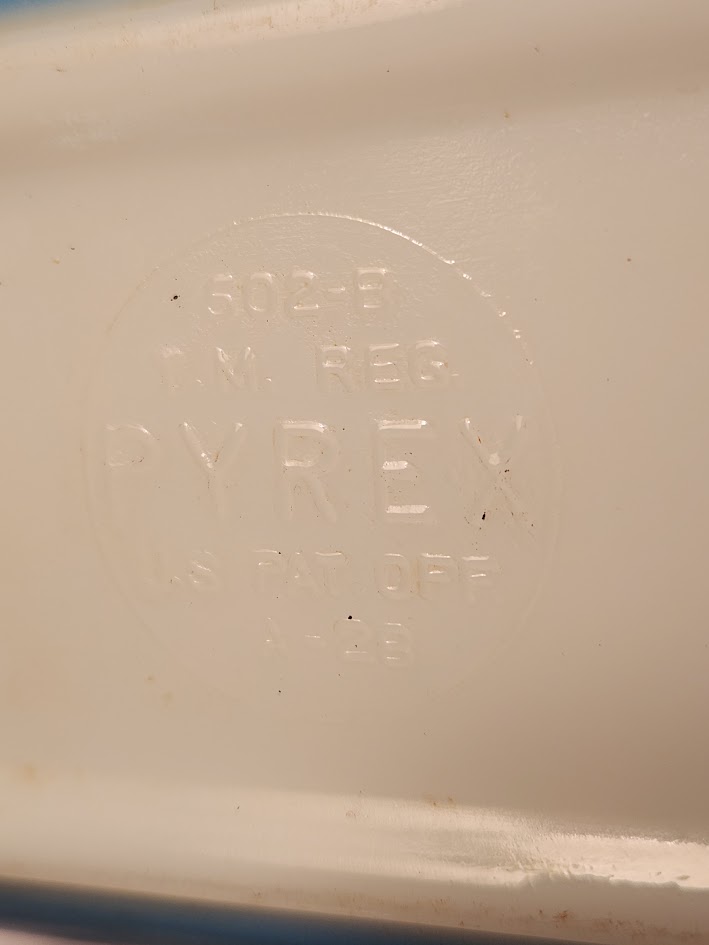 502-B
T.M. REG.
PYREX
U.S PAT. OFF.
A-28